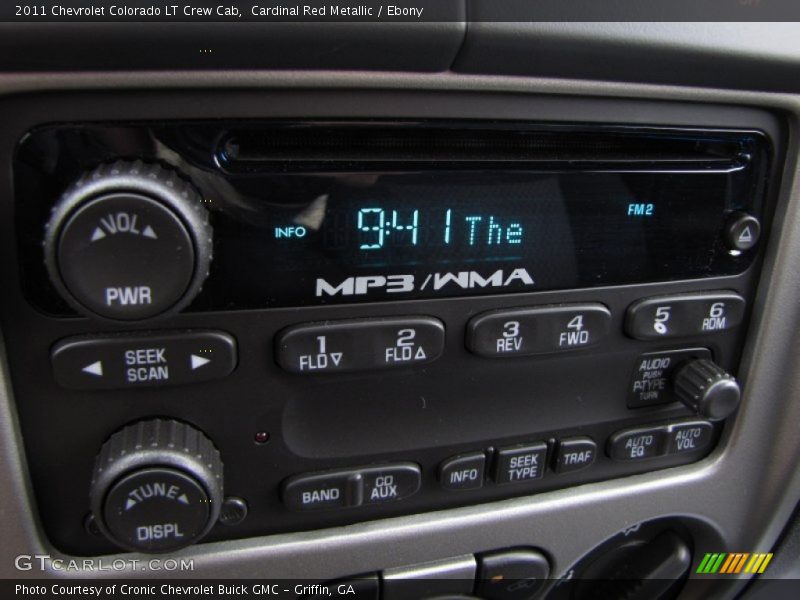 2011 Chevrolet Colorado LT Crew Cab,  Cardinal Red Metallic / Ebony
VOL
PWR
INFO
9:41 The
FM2
MP3/WMA
SEEK
SCAN
1
FLD▽
2
FLD△
3
REV
4
FWD
5
6
RDM
AUDIO
PUSH
P-TYPE
TURN
TUNE
DISPL
BAND
CD
AUX
INFO
SEEK
TYPE
TRAF
AUTO
EQ
AUTO
VOL
GTCARLOT.COM
Photo Courtesy of Cronic Chevrolet Buick GMC – Griffin, GA